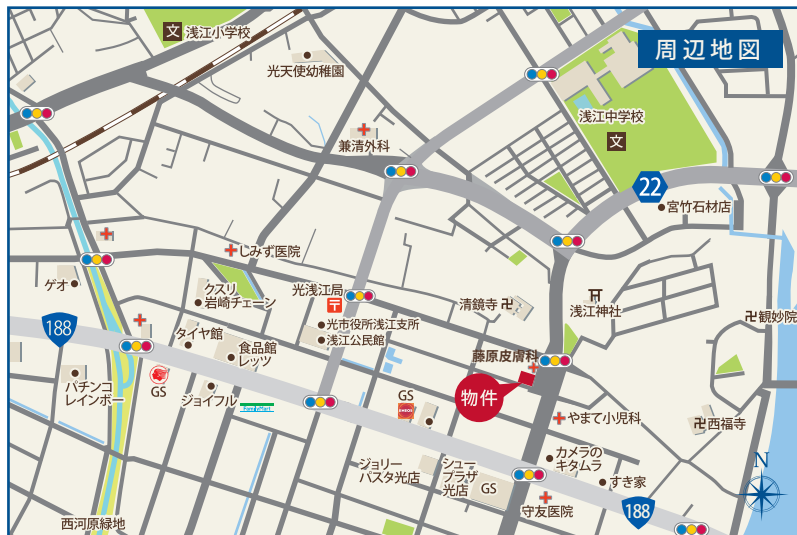 浅江小学校
文
周辺地図
光天使幼稚園
浅江中学校
文
兼清外科
22
宮竹石材店
しみず医院
ゲオ
クスリ
岩崎チェーン
光浅江局
清鏡寺
浅江神社
観妙院
光市役所浅江支所
浅江公民館
188
タイヤ館
食品館
レッツ
藤原皮膚科
パチンコ
レインボー
GS
ジョイフル
FamilyMart
GS
ENEOS
物件
やまて小児科
西福寺
カメラの
キタムラ
ジョリー
パスタ光店
シュー
プラザ
光店
GS
すき家
守友医院
188
N
西河原緑地